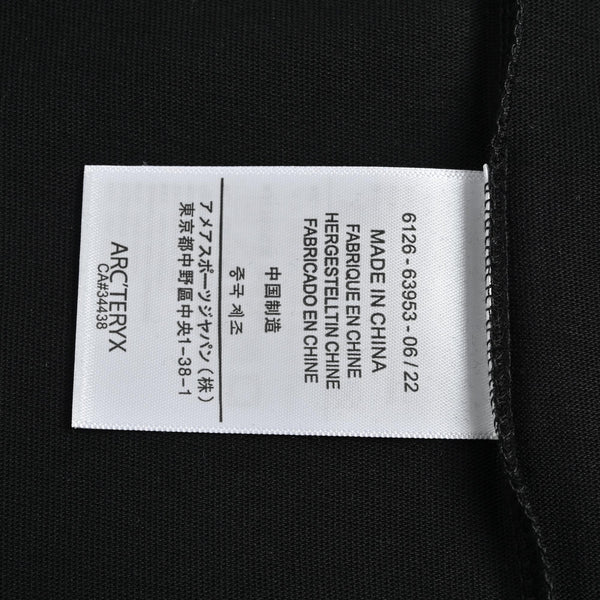 6126 - 63953 - 06 / 22
MADE IN CHINA
FABRIQUE EN CHINE
HERGESTELLTIN CHINE
FABRICADO EN CHINE
中国制造
중국 제조
アメアスポーツジャパン(株)
東京都中野區中央1-38-1
ARC'TERYX
CA#34438